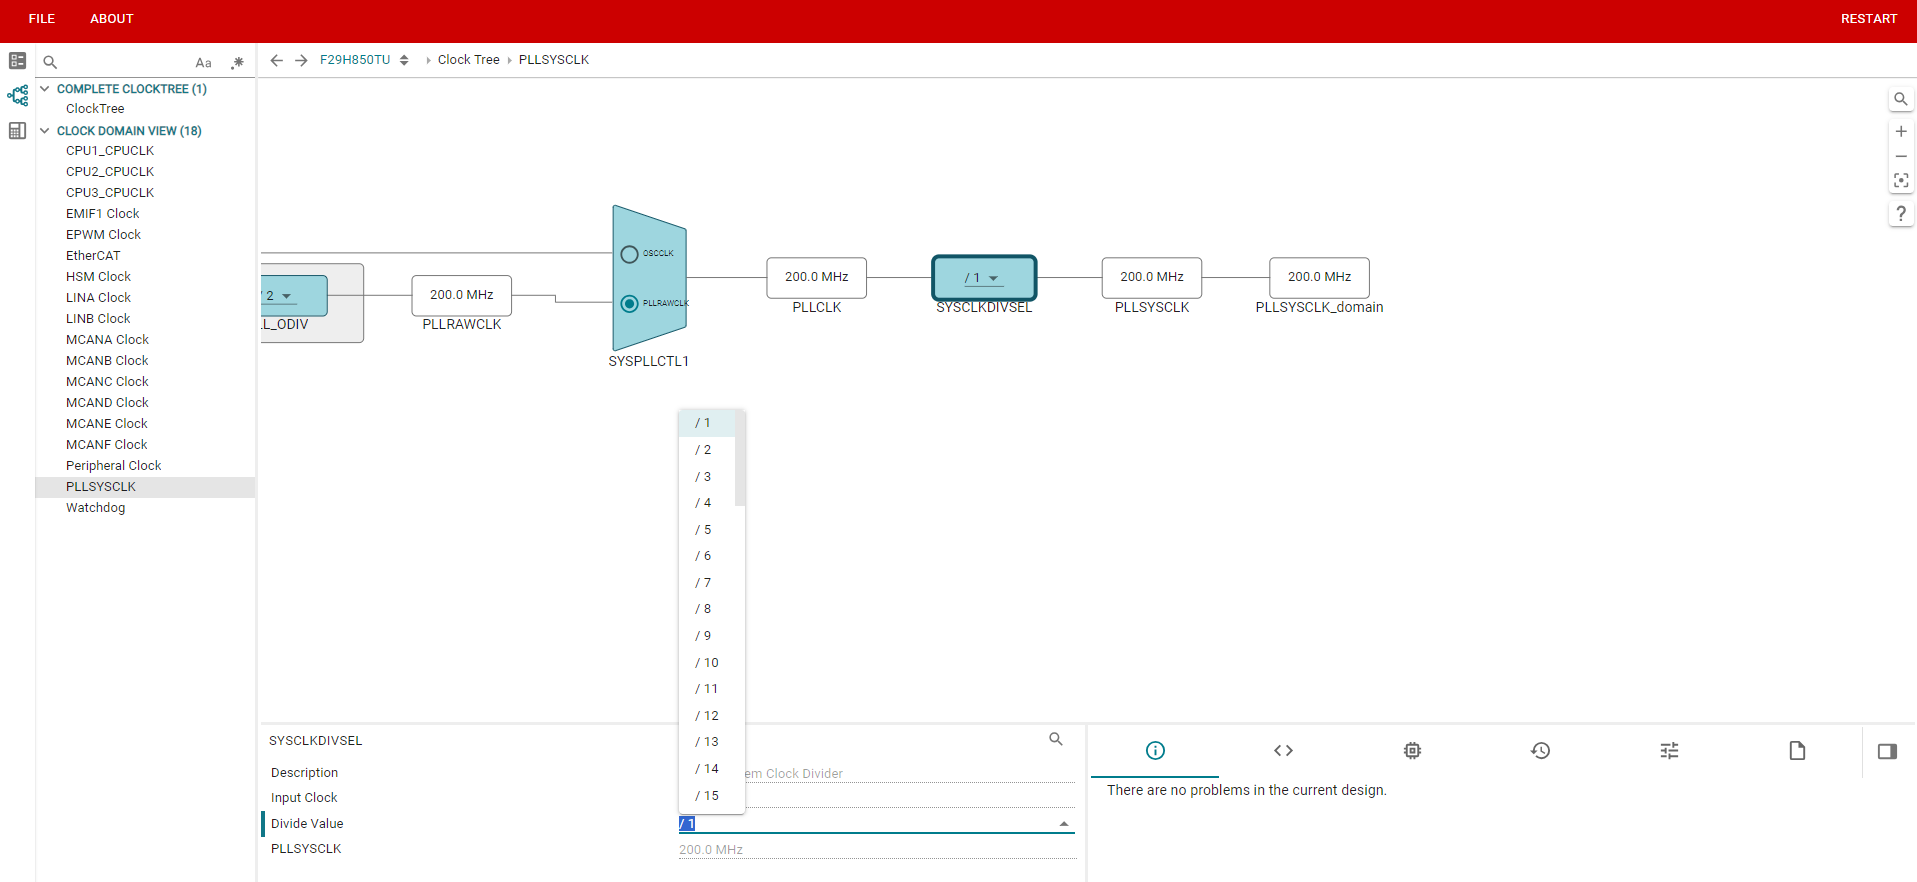 FILE ABOUT RESTART
Aa
F29H850TU Clock Tree PLLSYSCLK
COMPLETE CLOCKTREE (1)
ClockTree
CLOCK DOMAIN VIEW (18)
CPU1_CPUCLK
CPU2_CPUCLK
CPU3_CPUCLK
EMIF1 Clock
EPWM Clock
EtherCAT
HSM Clock
LINA Clock
LINB Clock
MCANA Clock
MCANB Clock
MCANC Clock
MCAND Clock
MCANE Clock
MCANF Clock
Peripheral Clock
PLLSYSCLK
Watchdog
/ 2
LL_ODIV
200.0 MHz
PLLRAWCLK
OSCCLK
PLLRAWCLK
SYSPLLCTL1
200.0 MHz
PLLCLK
/ 1
SYSCLKDIVSEL
200.0 MHz
PLLSYSCLK
200.0 MHz
PLLSYSCLK_domain
?
/ 1
/ 2
/ 3
/ 4
/ 5
/ 6
/ 7
/ 8
/ 9
/ 10
/ 11
/ 12
/ 13
/ 14
/ 15
SYSCLKDIVSEL
Description em Clock Divider
Input Clock
Divide Value / 1
PLLSYSCLK 200.0 MHz
There are no problems in the current design.